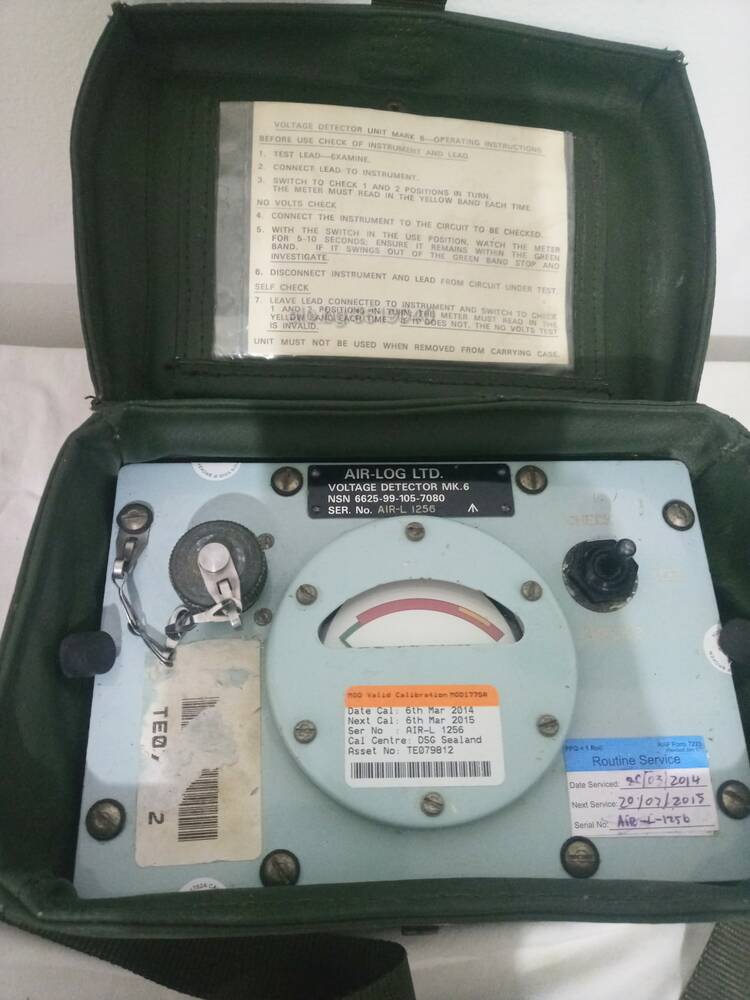 VOLTAGE DETECTOR UNIT MARK 6—OPERATING INSTRUCTIONS
BEFORE USE CHECK OF INSTRUMENT AND LEAD
1. TEST LEAD—EXAMINE.
2. CONNECT LEAD TO INSTRUMENT.
3. SWITCH TO CHECK 1 AND 2 POSITIONS IN TURN.
THE METER MUST READ IN THE YELLOW BAND EACH TIME.
NO VOLTS CHECK
4. CONNECT THE INSTRUMENT TO THE CIRCUIT TO BE CHECKED.
5. WITH THE SWITCH IN THE USE POSITION, WATCH THE METER
FOR 5-10 SECONDS; ENSURE IT REMAINS WITHIN THE GREEN
BAND. IF IT SWINGS OUT OF THE GREEN BAND STOP AND
INVESTIGATE.
6. DISCONNECT INSTRUMENT AND LEAD FROM CIRCUIT UNDER TEST.
SELF CHECK
7. LEAVE LEAD CONNECTED TO INSTRUMENT AND SWITCH TO CHECK
1 AND 2 POSITIONS IN TURN. THE METER MUST READ IN THE
YELLOW BAND EACH TIME. IF IT DOES NOT, THE NO VOLTS TEST
IS INVALID.
UNIT MUST NOT BE USED WHEN REMOVED FROM CARRYING CASE.
AIR-LOG LTD.
VOLTAGE DETECTOR MK.6
NSN 6625-99-105-7080
SER. No. AIR-L 1256
CHECK
MOD Valid Calibration MOD1775A
Date Cal: 6th Mar 2014
Next Cal: 6th Mar 2015
Ser No : AIR-L 1256
Cal Centre: DSG Sealand
Asset No: TE079812
TE0,
2
RAF Form 7225
Routine Service
Date Serviced: 20/03/2014
Next Service: 20/07/2015
Serial No: AIR-L-1256